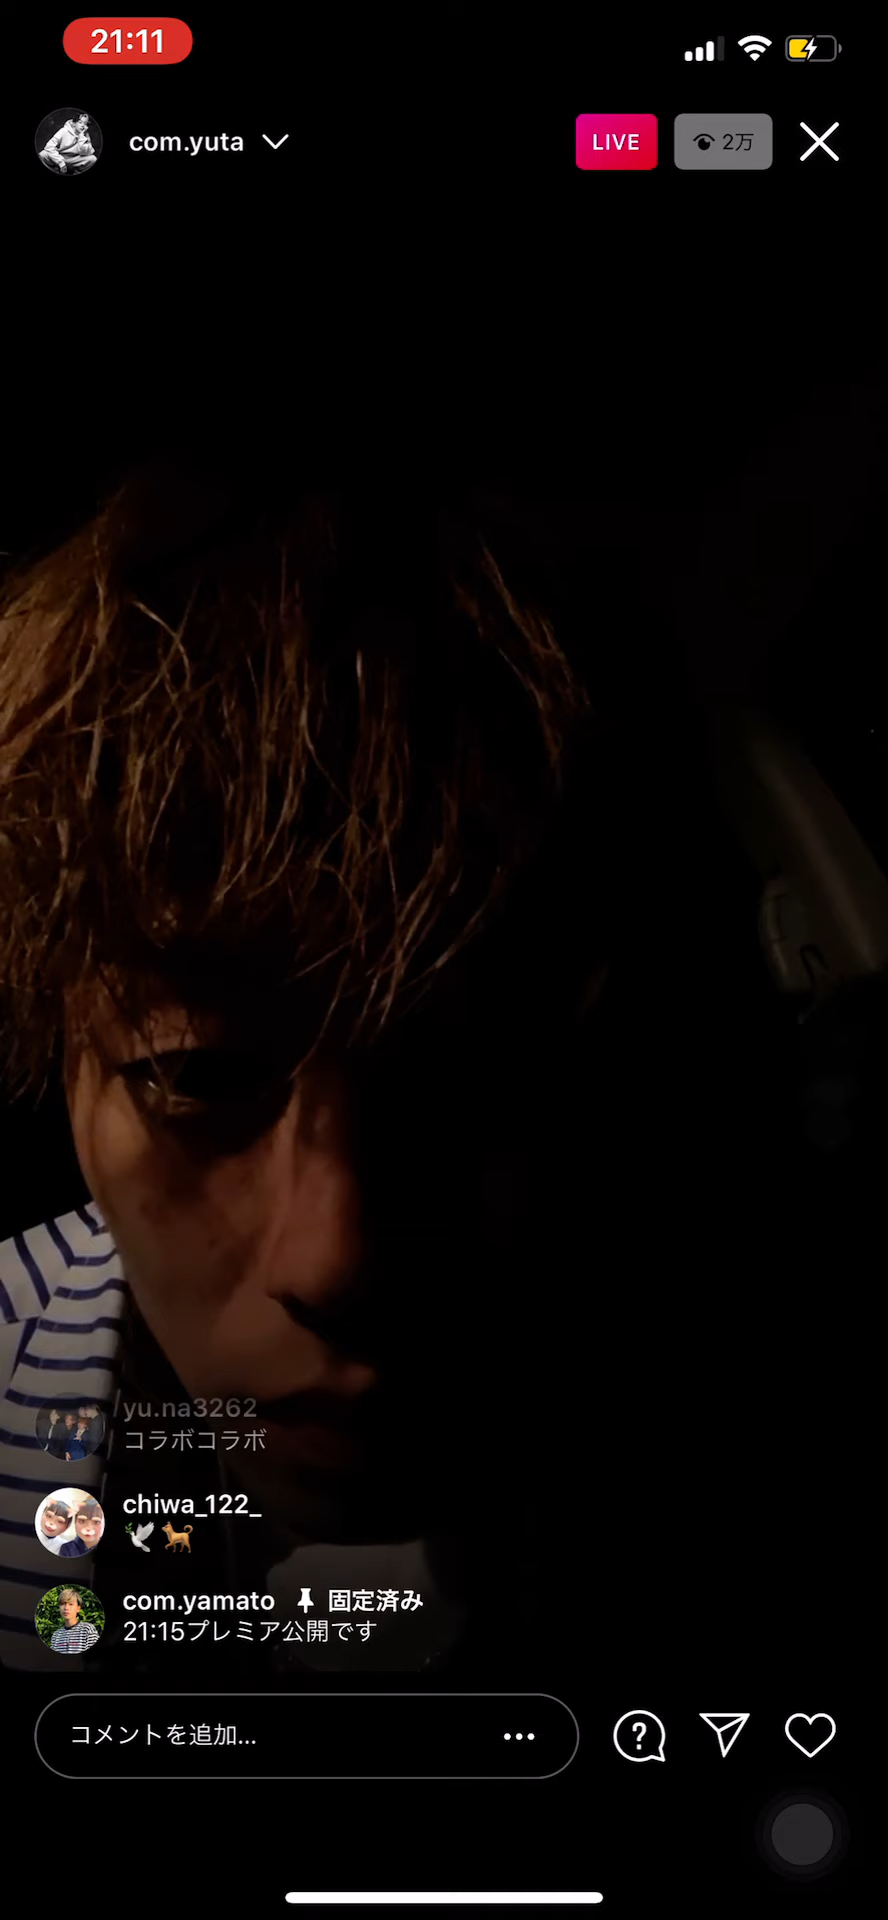 21:11
com.yuta
LIVE
2万
yu.na3262
コラボコラボ
chiwa_122_
com.yamato 固定済み
21:15プレミア公開です
コメントを追加...